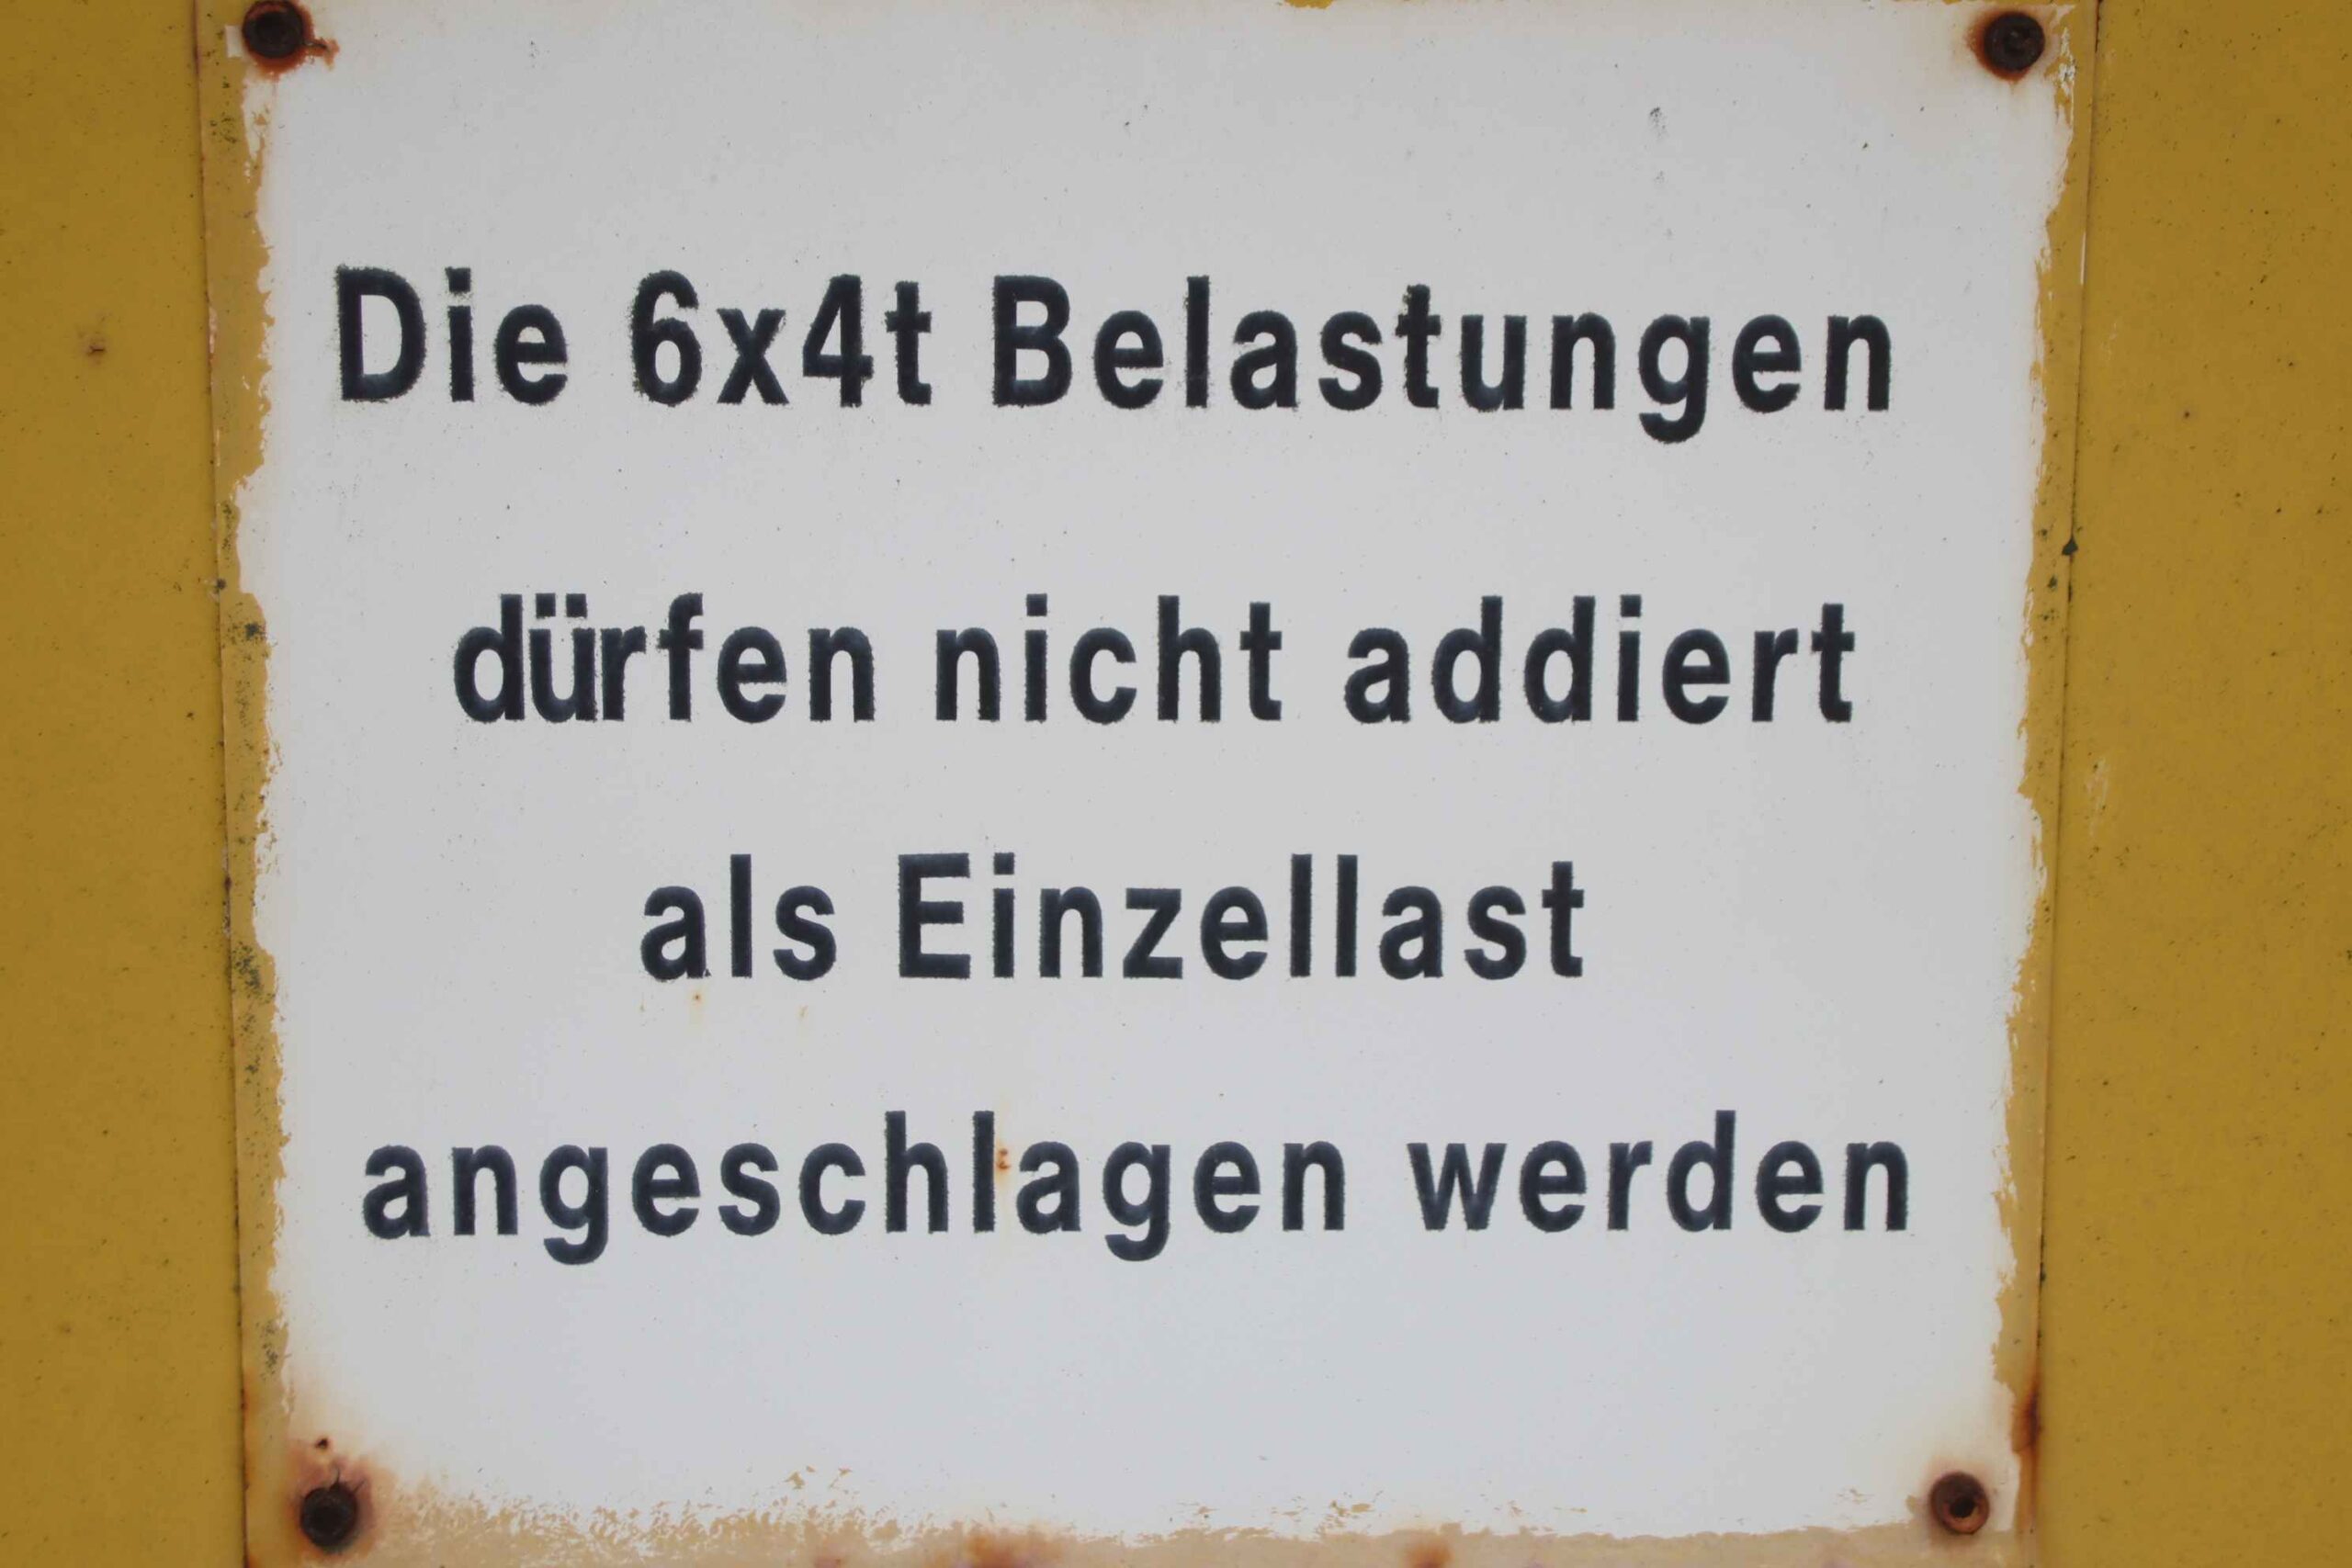 Die 6x4t Belastungen
dürfen nicht addiert
als Einzellast
angeschlagen werden